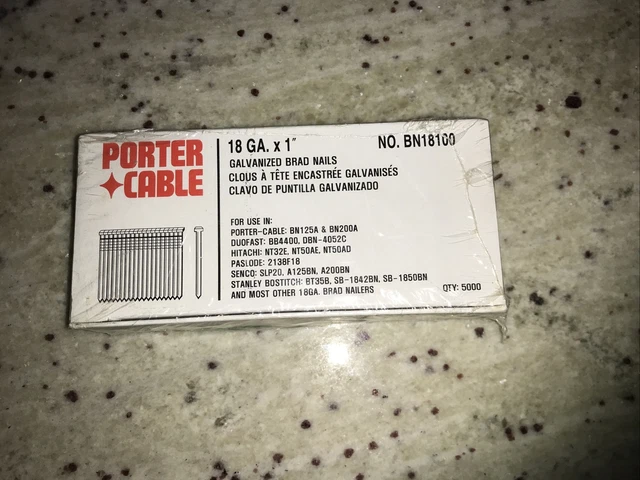 PORTER
CABLE
18 GA. x 1"
NO. BN18100
GALVANIZED BRAD NAILS
CLOUS À TÊTE ENCASTRÉE GALVANISÉS
CLAVO DE PUNTILLA GALVANIZADO
FOR USE IN:
PORTER-CABLE: BN125A & BN200A
DUOFAST: BB4400, DBN-4052C
HITACHI: NT32E, NT50AE, NT50AD
PASLODE: 2138F18
SENCO: SLP20, A125BN, A200BN
STANLEY BOSTITCH: BT35B, SB-1842BN, SB-1850BN
AND MOST OTHER 18GA. BRAD NAILERS
QTY: 5000